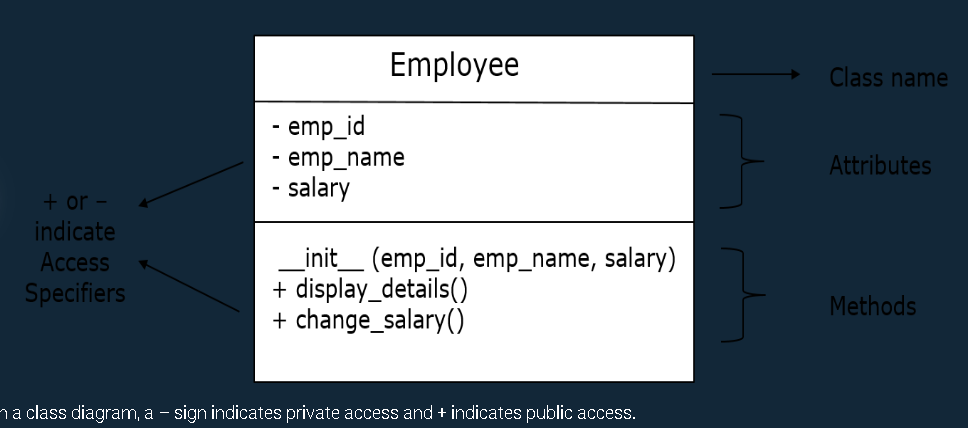 Employee
Class name
- emp_id
- emp_name
- salary
Attributes
+ or –
indicate
Access
Specifiers
__init__ (emp_id, emp_name, salary)
+ display_details()
+ change_salary()
Methods
a class diagram, a – sign indicates private access and + indicates public access.